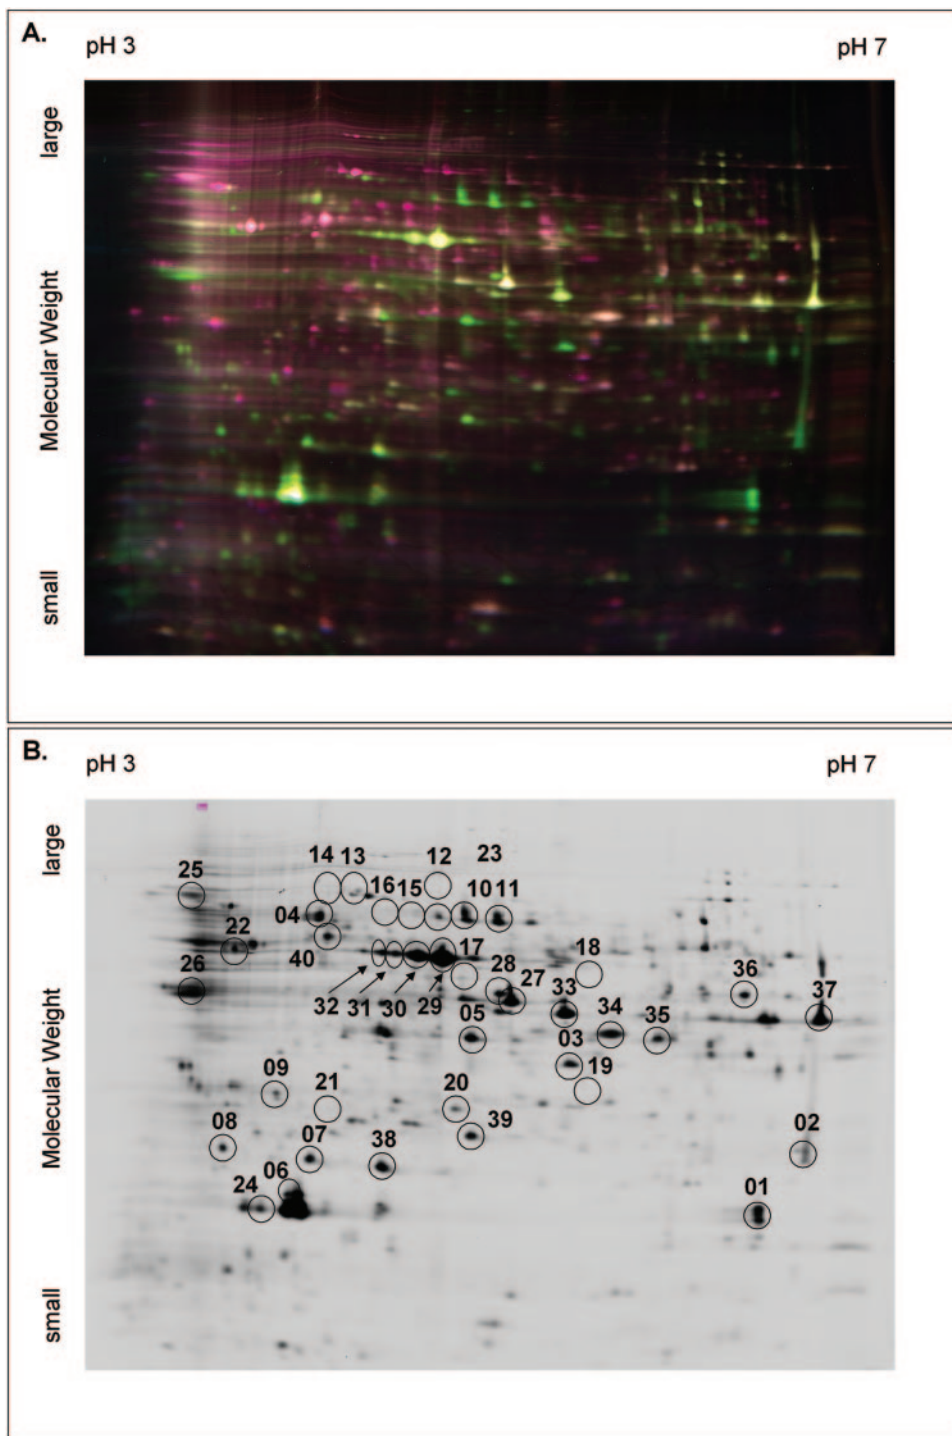 A.
pH 3 pH 7
large
Molecular Weight
small
B.
pH 3 pH 7
large
Molecular Weight
small
14 13 12 23
25
16 15 10 11
04
22
40
17 18
26
32 31 30 29
28 27 33
36 37
05 34 35
03
09 21 20 19
08 07 38 39 02
24 06 01